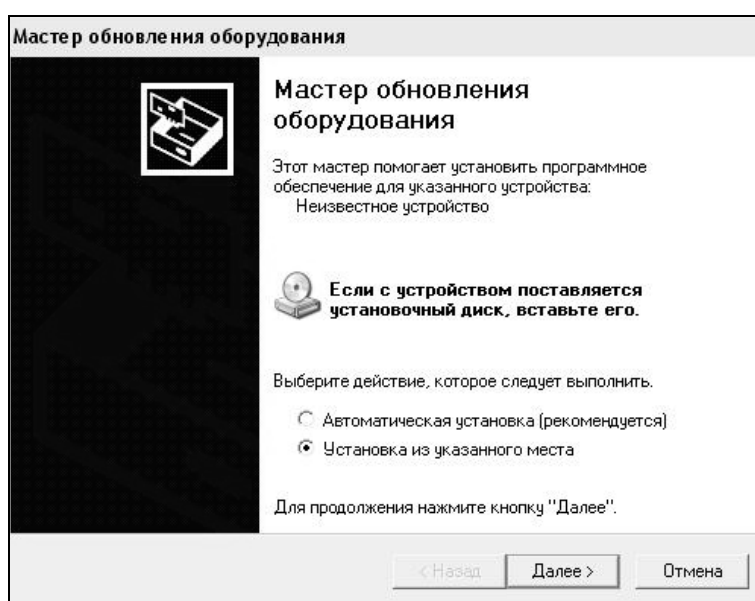 Мастер обновления оборудования
Мастер обновления
оборудования
Этот мастер помогает установить программное
обеспечение для указанного устройства:
Неизвестное устройство
Если с устройством поставляется
установочный диск, вставьте его.
Выберите действие, которое следует выполнить.
Автоматическая установка (рекомендуется)
Установка из указанного места
Для продолжения нажмите кнопку "Далее".
< Назад Далее > Отмена